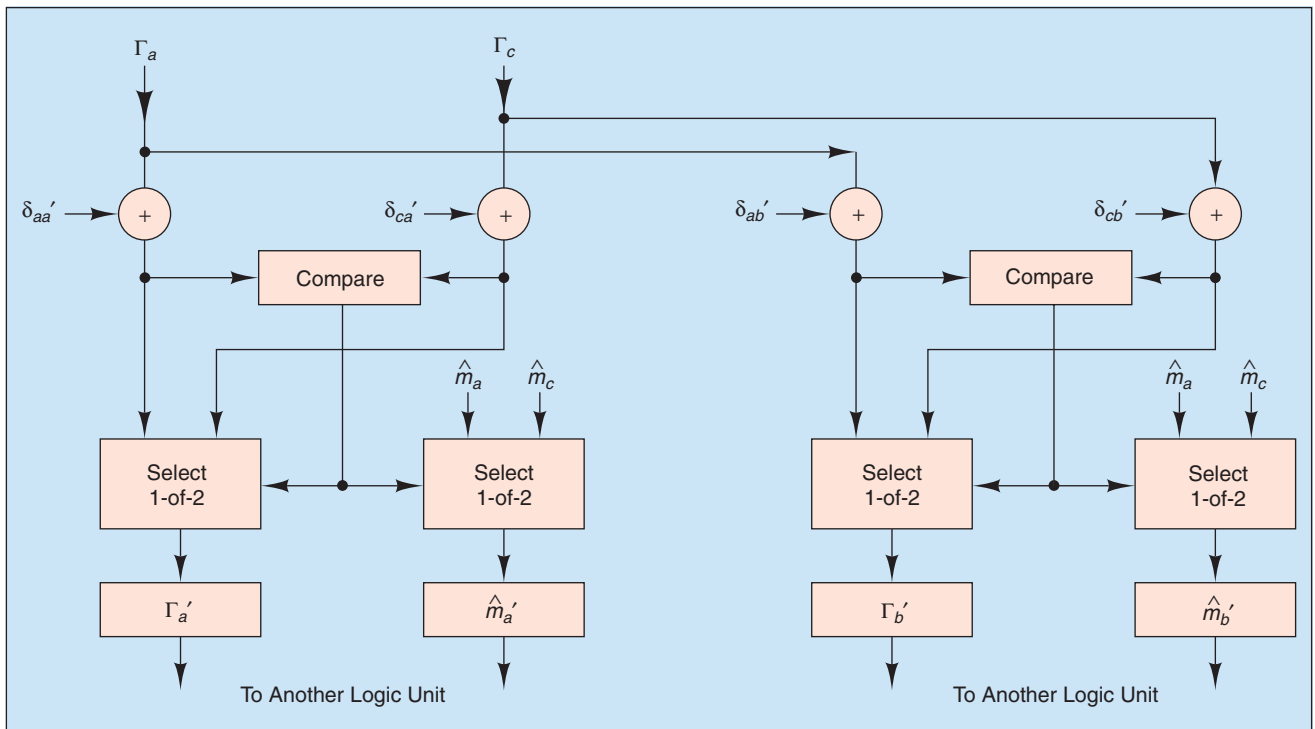 Γa Γc
δaa′ + δca′ + δab′ + δcb′ +
Compare Compare
m̂a m̂c m̂a m̂c
Select
1-of-2
Select
1-of-2
Select
1-of-2
Select
1-of-2
Γa′ m̂a′ Γb′ m̂b′
To Another Logic Unit To Another Logic Unit